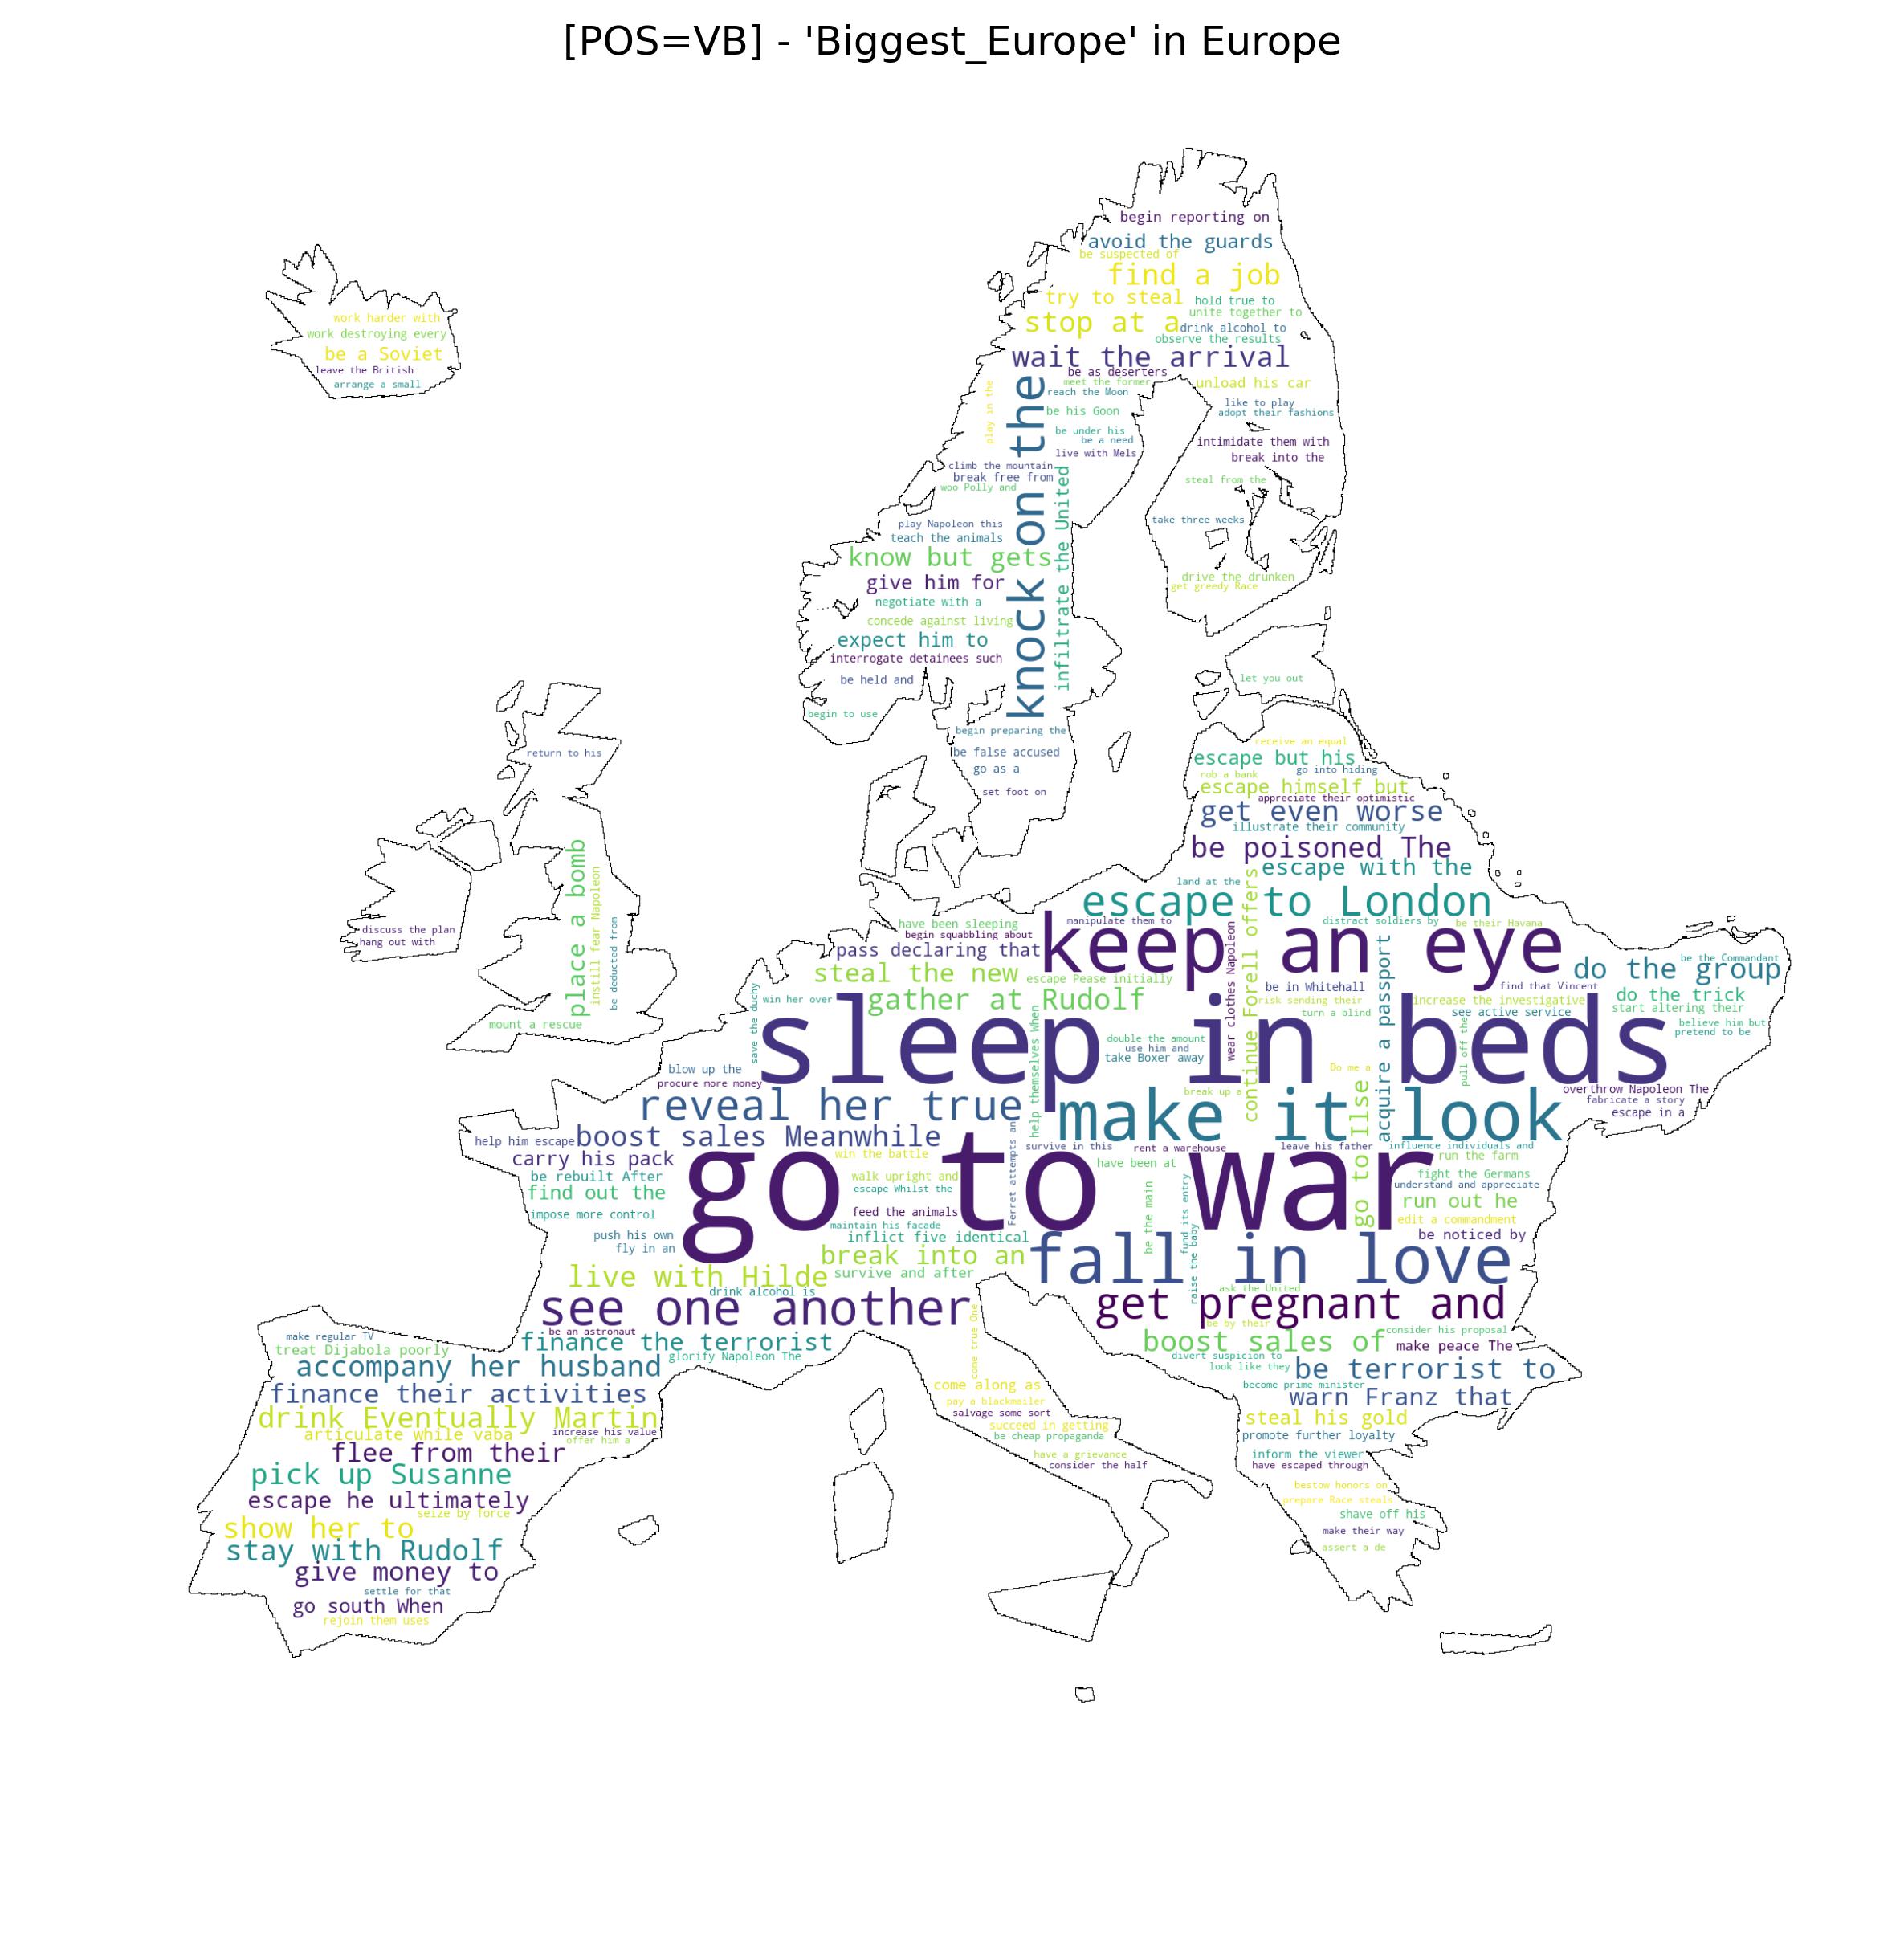 [POS=VB] - 'Biggest_Europe' in Europe
begin reporting on
avoid the guards
be suspected of
find a job
try to steal
hold true to
unite together to
stop at a
drink alcohol to
observe the results
wait the arrival
be as deserters
meet the former
reach the Moon
unload his car
play in the
be his Goon
like to play
adopt their fashions
be under his
be a need
live with Mels
intimidate them with
break into the
knock on the
infiltrate the United
climb the mountain
break free from
woo Polly and
steal from the
take three weeks
play Napoleon this
teach the animals
know but gets
give him for
negotiate with a
concede against living
expect him to
interrogate detainees such
be held and
begin to use
drive the drunken
get greedy Race
let you out
begin preparing the
be false accused
go as a
set foot on
work harder with
work destroying every
be a Soviet
leave the British
arrange a small
return to his
place a bomb
instill fear Napoleon
be deducted from
mount a rescue
discuss the plan
hang out with
receive an equal
escape but his
rob a bank
go into hiding
escape himself but
appreciate their optimistic
get even worse
illustrate their community
be poisoned The
escape with the
land at the
escape to London
have been sleeping
manipulate them to
distract soldiers by
be their Havana
begin squabbling about
pass declaring that
keep an eye
do the group
be the Commandant
steal the new
escape Pease initially
be in Whitehall
find that Vincent
do the trick
win her over
gather at Rudolf
risk sending their
increase the investigative
start altering their
turn a blind
see active service
save the duchy
sleep in beds
believe him but
pretend to be
help themselves When
double the amount
use him and
take Boxer away
wear clothes Napoleon
continue Forell offers
acquire a passport
pull off the
blow up the
procure more money
Do me a
break up a
overthrow Napoleon The
fabricate a story
escape in a
reveal her true
make it look
go to Ilse
help him escape
boost sales Meanwhile
survive in this
rent a warehouse
leave his father
influence individuals and
carry his pack
win the battle
have been at
run the farm
be rebuilt After
go to war
walk upright and
fight the Germans
find out the
escape Whilst the
Ferret attempts an
understand and appreciate
run out he
impose more control
feed the animals
edit a commandment
maintain his facade
be the main
fund its entry
raise the baby
push his own
inflict five identical
be noticed by
fly in an
break into an
fall in love
live with Hilde
survive and after
drink alcohol is
ask the United
see one another
get pregnant and
be an astronaut
be by their
consider his proposal
make regular TV
treat Dijabola poorly
finance the terrorist
glorify Napoleon The
come true One
boost sales of
make peace The
divert suspicion to
look like they
accompany her husband
be terrorist to
finance their activities
come along as
become prime minister
warn Franz that
pay a blackmailer
salvage some sort
drink Eventually Martin
steal his gold
articulate while vaba
increase his value
offer him a
succeed in getting
be cheap propaganda
promote further loyalty
flee from their
have a grievance
consider the half
inform the viewer
have escaped through
pick up Susanne
bestow honors on
prepare Race steals
escape he ultimately
seize by force
shave off his
show her to
make their way
stay with Rudolf
assert a de
give money to
settle for that
go south When
rejoin them uses